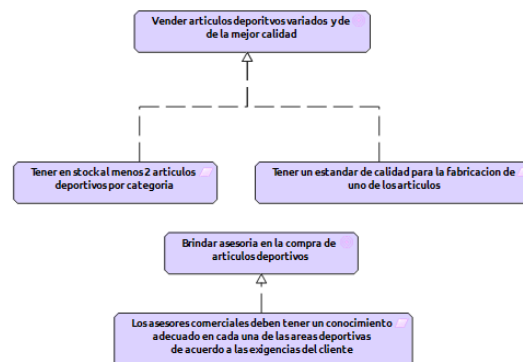 Vender articulos deporitvos variados y de
de la mejor calidad
Tener en stock al menos 2 articulos
deportivos por categoria
Tener un estandar de calidad para la fabricacion de
uno de los articulos
Brindar asesoria en la compra de
articulos deportivos
Los asesores comerciales deben tener un conocimiento
adecuado en cada una de las areas deportivas
de acuerdo a las exigencias del cliente